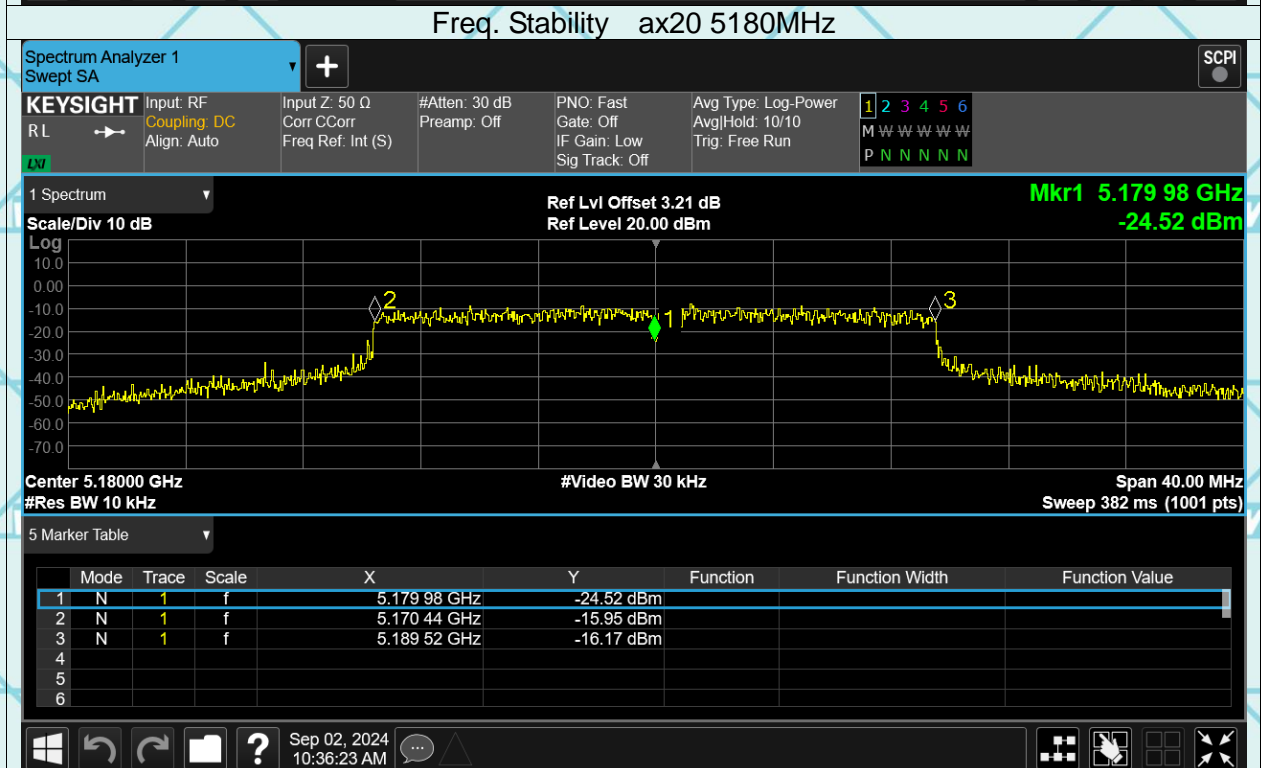 Freq. Stability ax20 5180MHz
Spectrum Analyzer 1
Swept SA
+
SCPI
KEYSIGHT
R L
LXI
Input: RF
Coupling: DC
Align: Auto
Input Z: 50 Ω
Corr CCorr
Freq Ref: Int (S)
#Atten: 30 dB
Preamp: Off
PNO: Fast
Gate: Off
IF Gain: Low
Sig Track: Off
Avg Type: Log-Power
Avg|Hold: 10/10
Trig: Free Run
1 2 3 4 5 6
M W W W W W
P N N N N N
1 Spectrum
Scale/Div 10 dB
Ref Lvl Offset 3.21 dB
Ref Level 20.00 dBm
Mkr1 5.179 98 GHz
-24.52 dBm
Log
10.0
0.00
-10.0
-20.0
-30.0
-40.0
-50.0
-60.0
-70.0
2
1
3
Center 5.18000 GHz
#Video BW 30 kHz
Span 40.00 MHz
#Res BW 10 kHz
Sweep 382 ms (1001 pts)
5 Marker Table
Mode Trace Scale X Y Function Function Width Function Value
1 N 1 f 5.179 98 GHz -24.52 dBm
2 N 1 f 5.170 44 GHz -15.95 dBm
3 N 1 f 5.189 52 GHz -16.17 dBm
4
5
6
?
Sep 02, 2024
10:36:23 AM